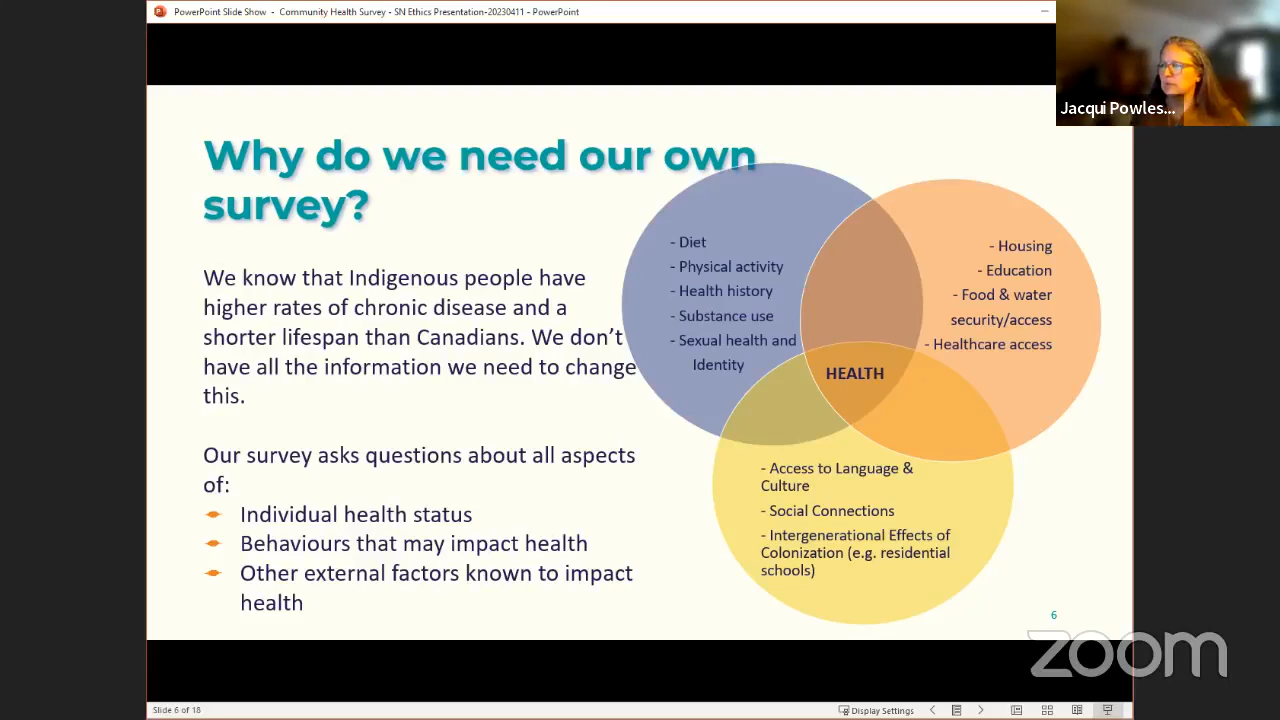 PowerPoint Slide Show - Community Health Survey - SN Ethics Presentation-20230411 - PowerPoint
Jacqui Powles...
Why do we need our own
survey?
We know that Indigenous people have
higher rates of chronic disease and a
shorter lifespan than Canadians. We don't
have all the information we need to change
this.
Our survey asks questions about all aspects
of:
Individual health status
Behaviours that may impact health
Other external factors known to impact
health
- Diet
- Physical activity
- Health history
- Substance use
- Sexual health and
Identity
- Housing
- Education
- Food & water
security/access
- Healthcare access
HEALTH
- Access to Language &
Culture
- Social Connections
- Intergenerational Effects of
Colonization (e.g. residential
schools)
6
zoom
Slide 6 of 18
Display Settings